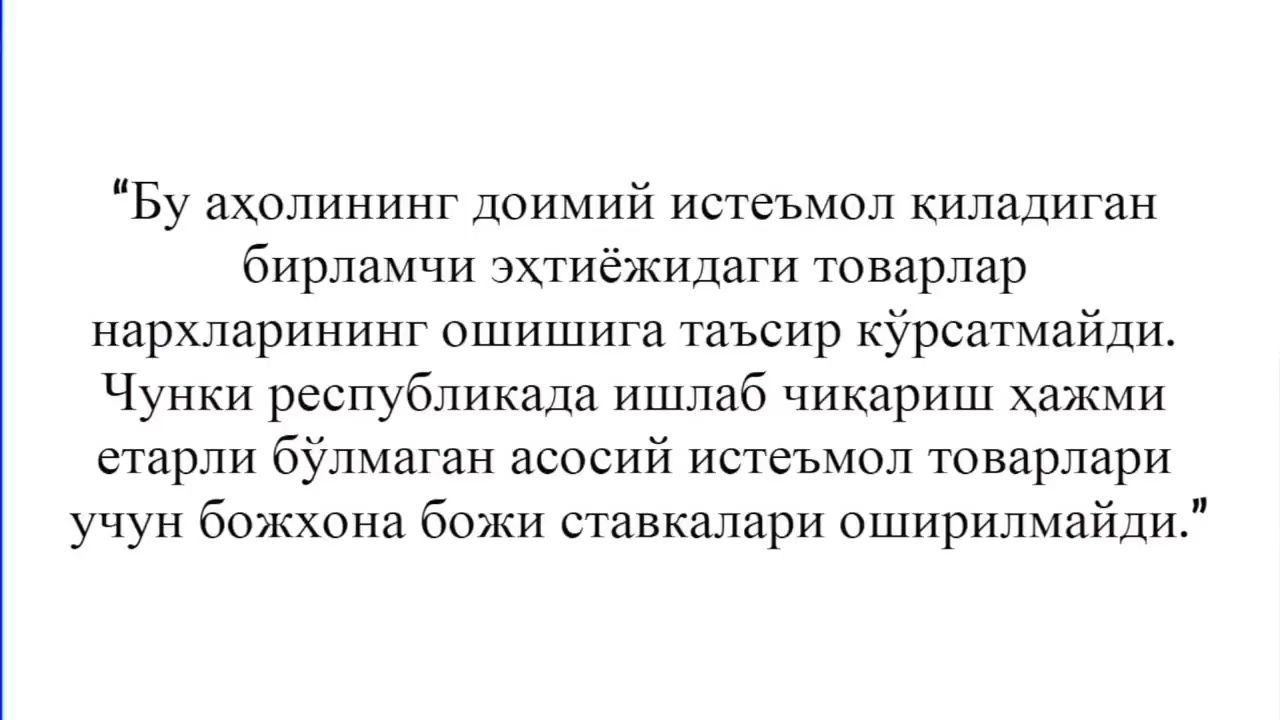 “Бу аҳолининг доимий истеъмол қиладиган
бирламчи эҳтиёжидаги товарлар
нархларининг ошишига таъсир кўрсатмайди.
Чунки республикада ишлаб чиқариш ҳажми
етарли бўлмаган асосий истеъмол товарлари
учун божхона божи ставкалари оширилмайди.”